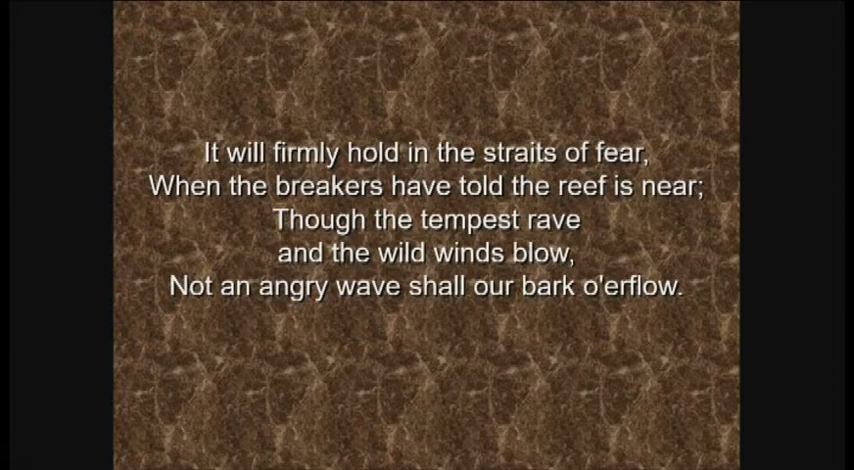 It will firmly hold in the straits of fear,
When the breakers have told the reef is near;
Though the tempest rave
and the wild winds blow,
Not an angry wave shall our bark o'erflow.